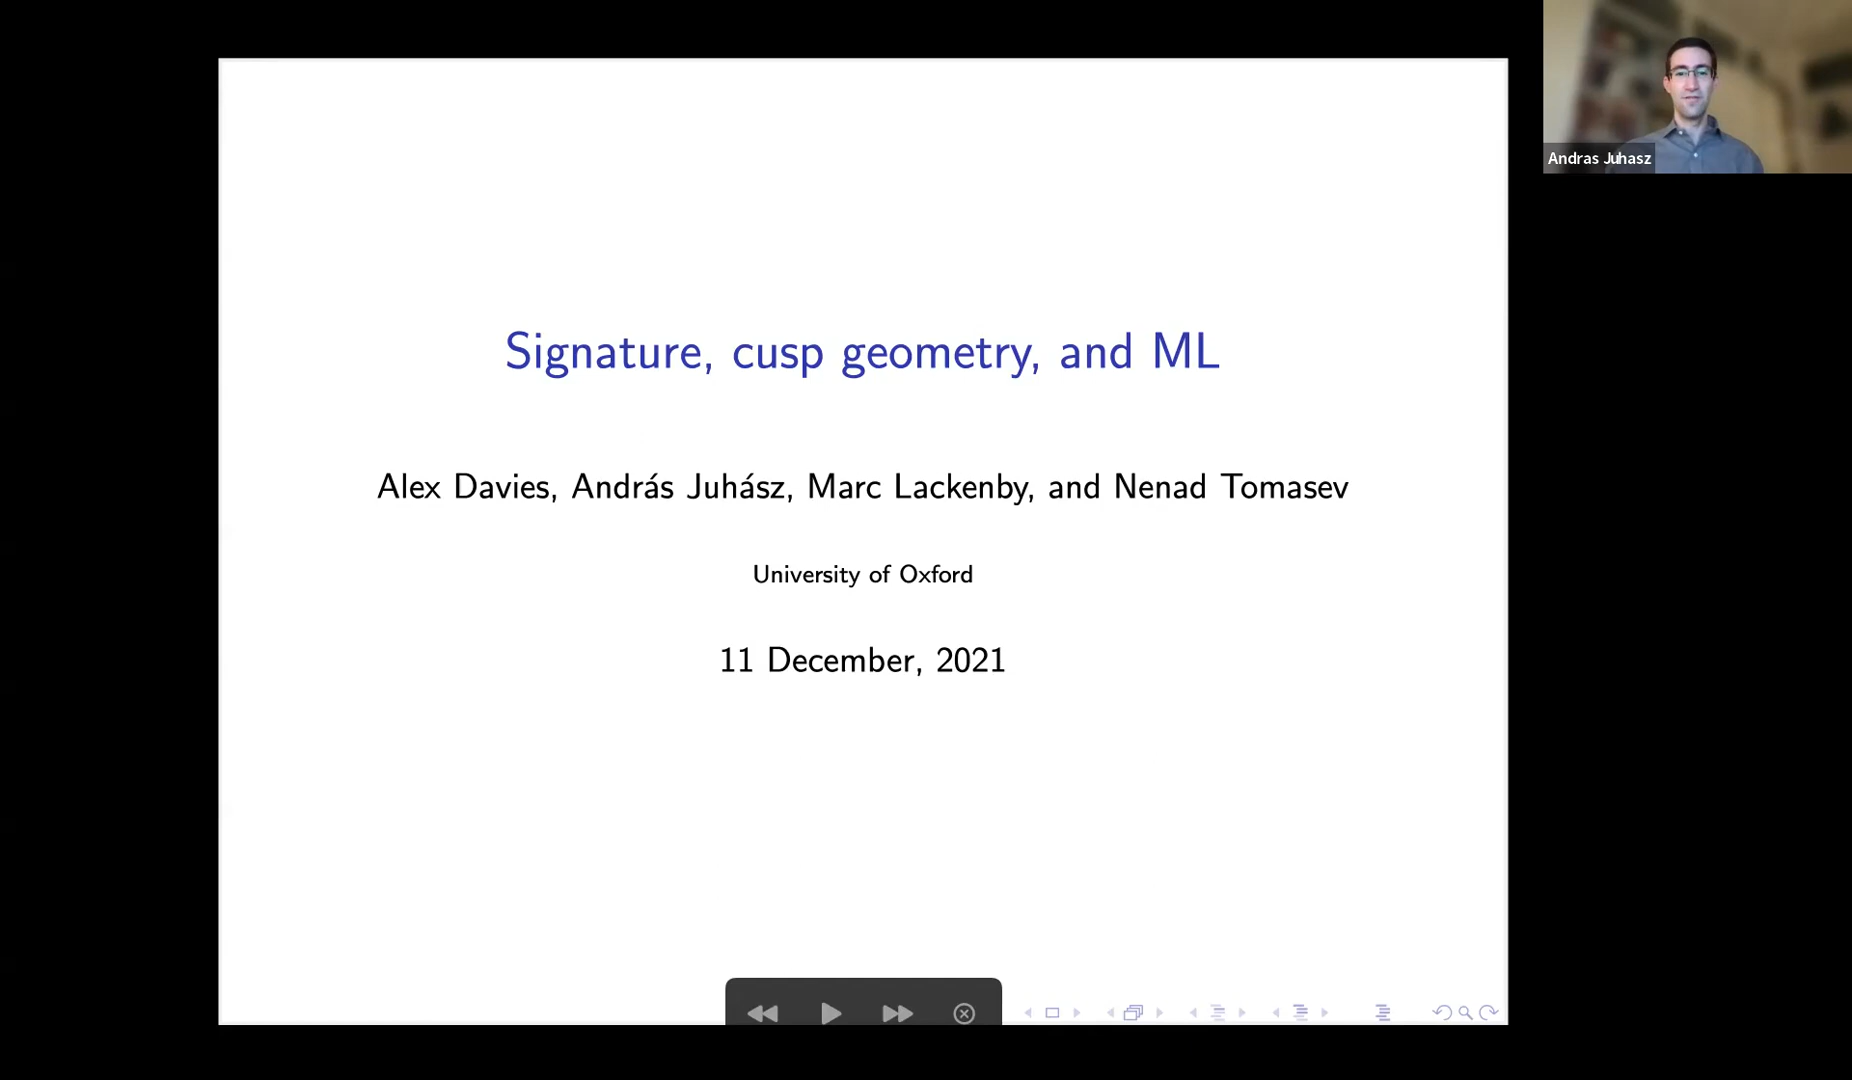 Andras Juhasz
Signature, cusp geometry, and ML
Alex Davies, András Juhász, Marc Lackenby, and Nenad Tomasev
University of Oxford
11 December, 2021